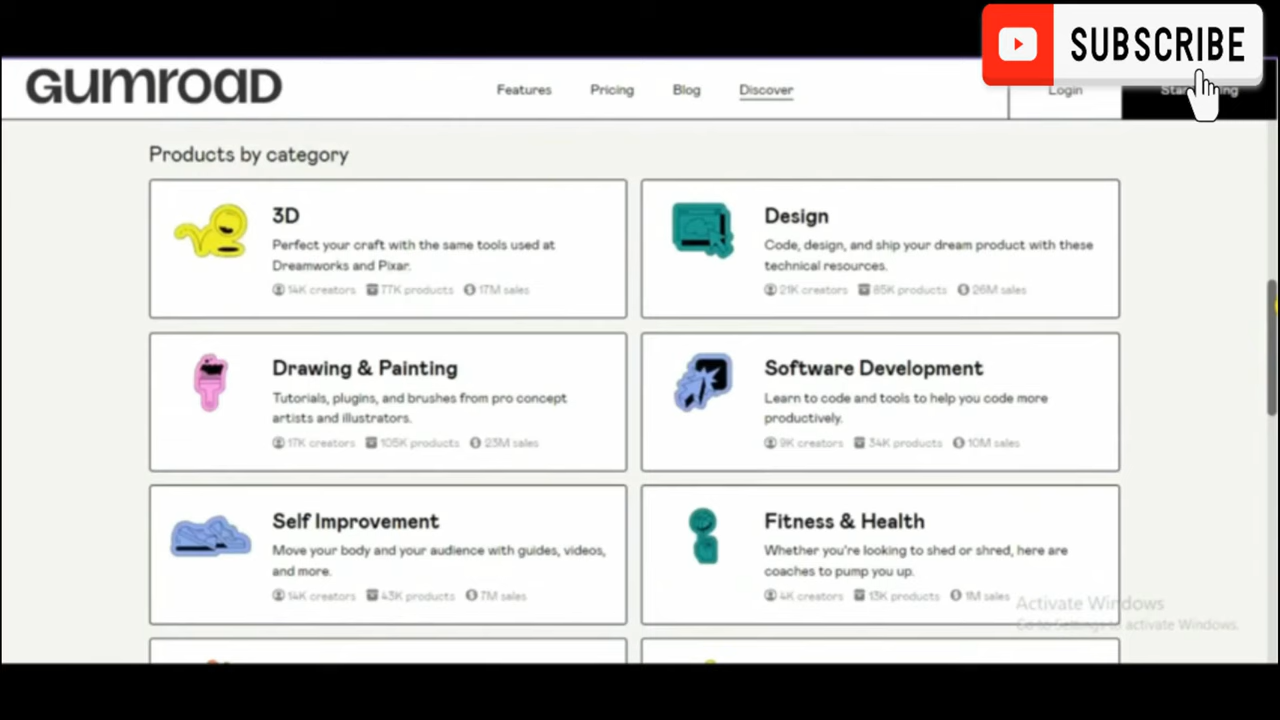 SUBSCRIBE
GUMROAD
Features
Pricing
Blog
Discover
Login
Products by category
3D
Perfect your craft with the same tools used at
Dreamworks and Pixar.
14K creators 77K products 17M sales
Design
Code, design, and ship your dream product with these
technical resources.
21K creators 85K products 26M sales
Drawing & Painting
Tutorials, plugins, and brushes from pro concept
artists and illustrators.
17K creators 105K products 23M sales
Software Development
Learn to code and tools to help you code more
productively.
9K creators 34K products 10M sales
Self Improvement
Move your body and your audience with guides, videos,
and more.
14K creators 43K products 7M sales
Fitness & Health
Whether you're looking to shed or shred, here are
coaches to pump you up.
4K creators 13K products 1M sales
Activate Windows
Go to Settings to activate Windows.